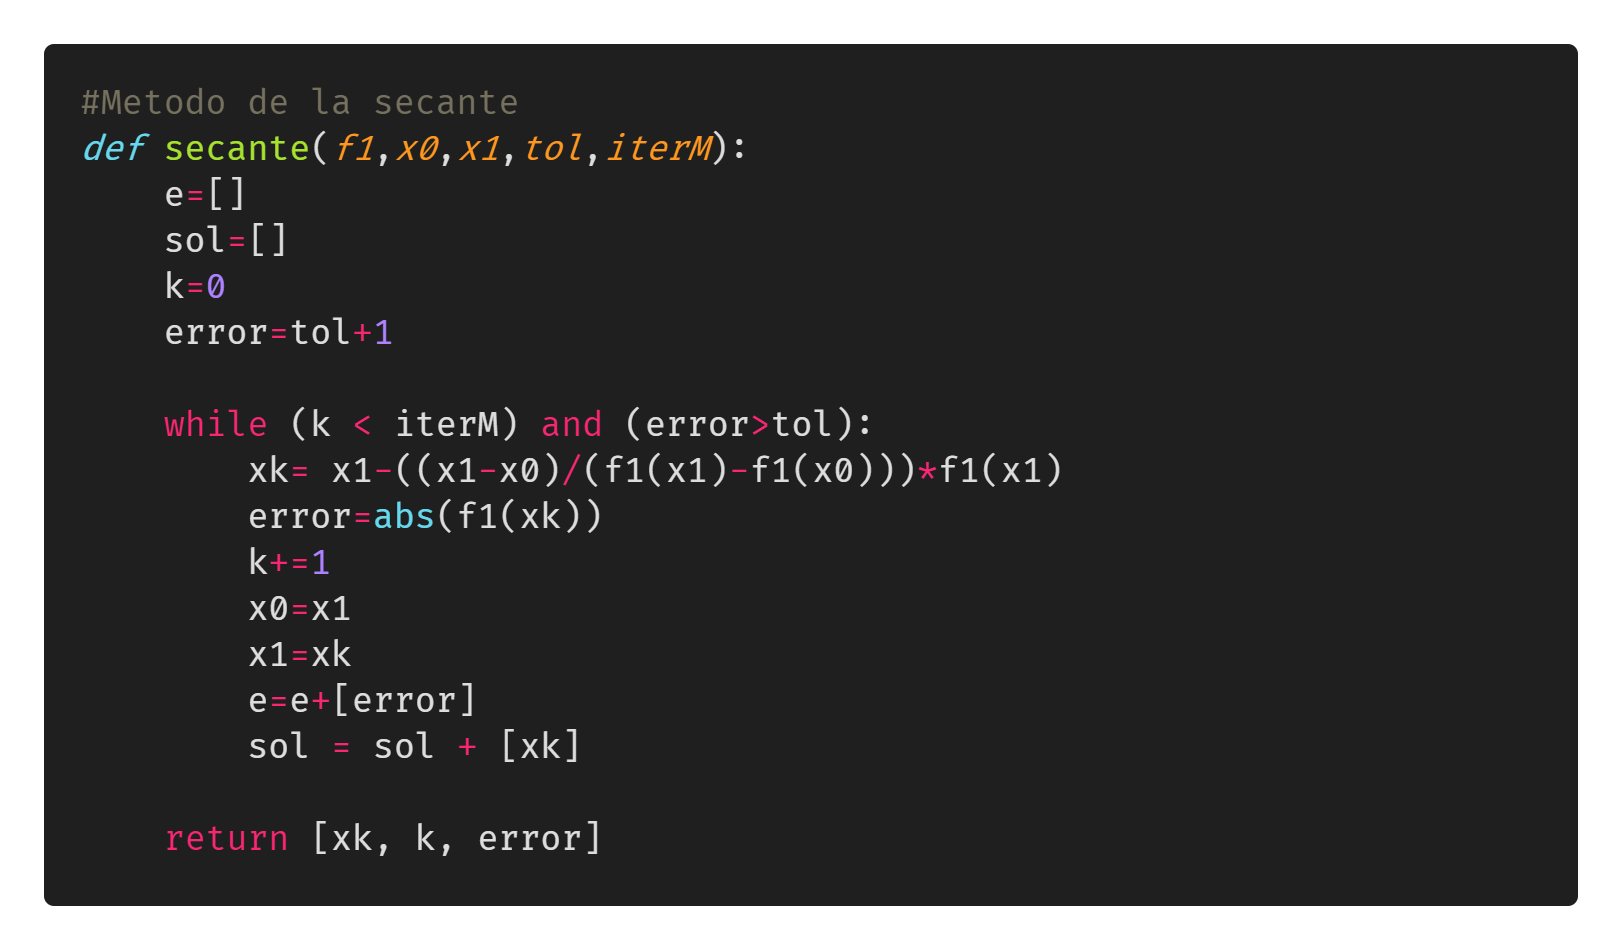 #Metodo de la secante
def secante(f1,x0,x1,tol,iterM):
    e=[]
    sol=[]
    k=0
    error=tol+1

    while (k < iterM) and (error>tol):
        xk= x1-((x1-x0)/(f1(x1)-f1(x0)))*f1(x1)
        error=abs(f1(xk))
        k+=1
        x0=x1
        x1=xk
        e=e+[error]
        sol = sol + [xk]

    return [xk, k, error]